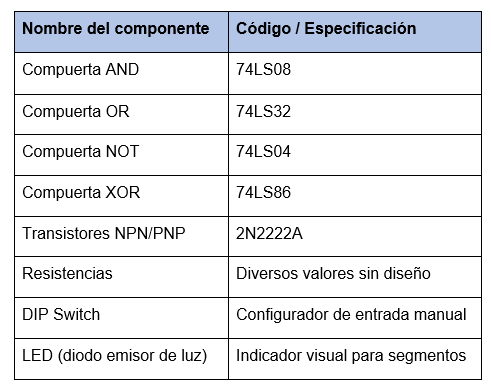 Nombre del componente Código / Especificación
Compuerta AND 74LS08
Compuerta OR 74LS32
Compuerta NOT 74LS04
Compuerta XOR 74LS86
Transistores NPN/PNP 2N2222A
Resistencias Diversos valores sin diseño
DIP Switch Configurador de entrada manual
LED (diodo emisor de luz) Indicador visual para segmentos